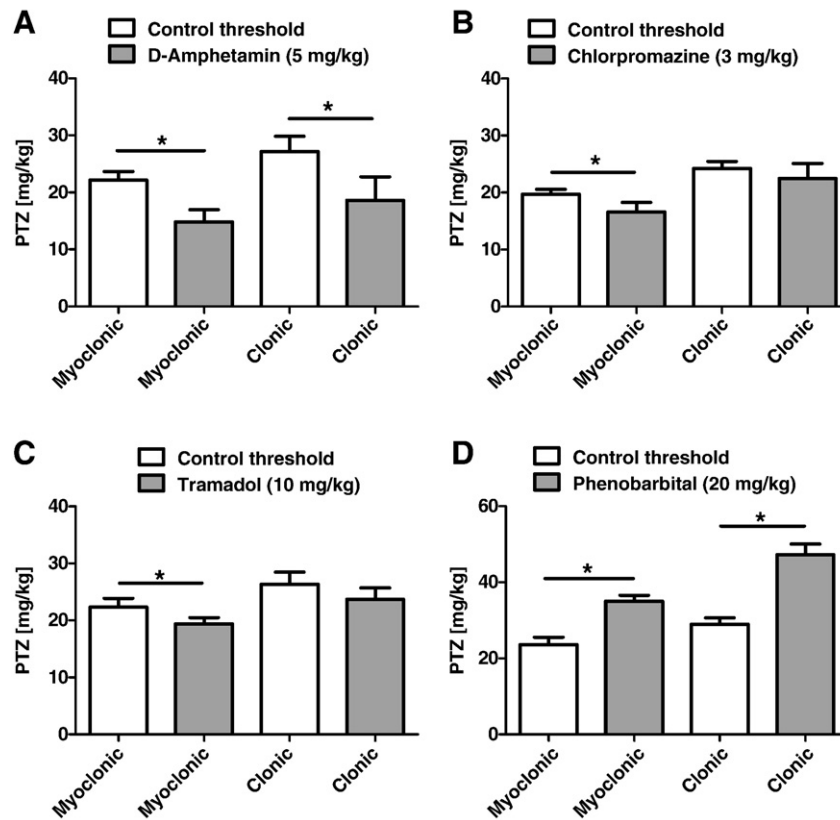 A
Control threshold
D-Amphetamin (5 mg/kg)
PTZ [mg/kg]
40
30
20
10
0
*
*
Myoclonic
Myoclonic
Clonic
Clonic
B
Control threshold
Chlorpromazine (3 mg/kg)
PTZ [mg/kg]
40
30
20
10
0
*
Myoclonic
Myoclonic
Clonic
Clonic
C
Control threshold
Tramadol (10 mg/kg)
PTZ [mg/kg]
40
30
20
10
0
*
Myoclonic
Myoclonic
Clonic
Clonic
D
Control threshold
Phenobarbital (20 mg/kg)
PTZ [mg/kg]
60
40
20
0
*
*
Myoclonic
Myoclonic
Clonic
Clonic